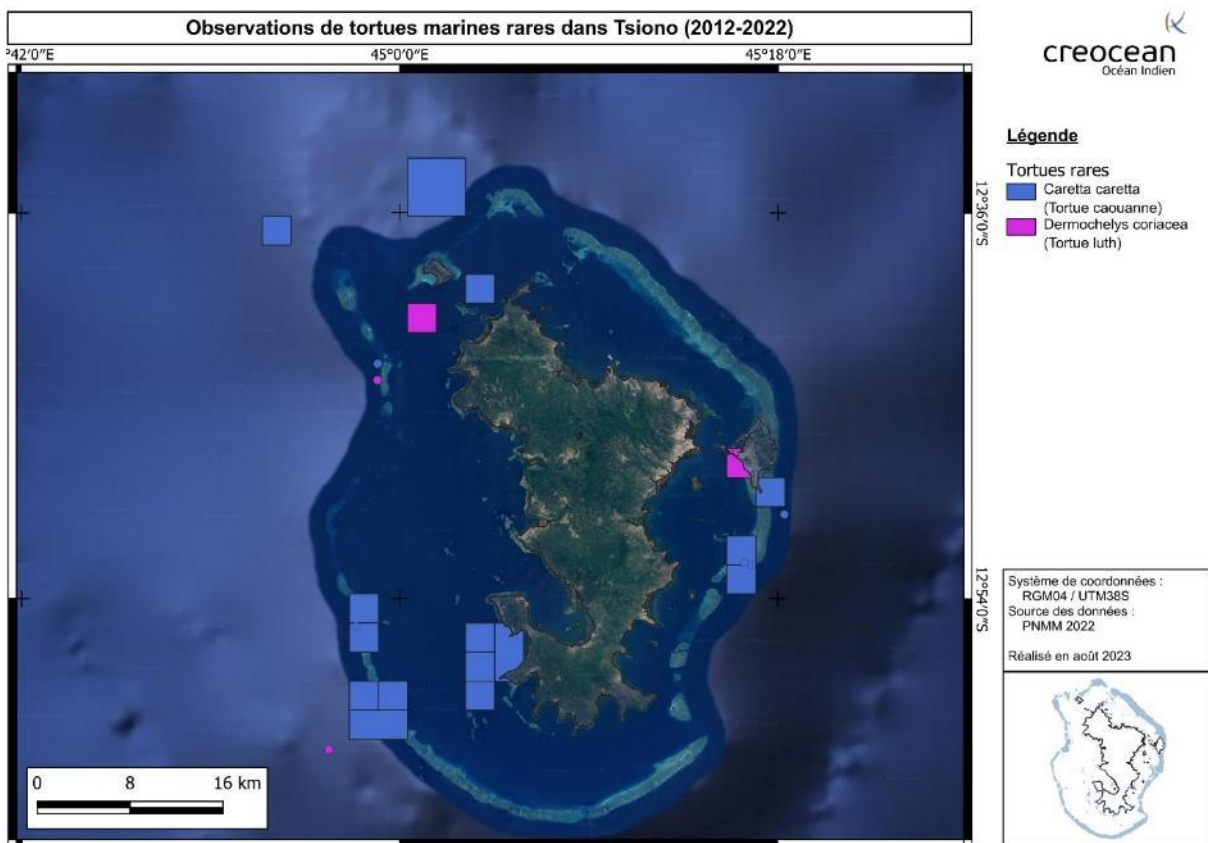 Observations de tortues marines rares dans Tsiono (2012-2022)
°42'0"E 45°0'0"E 45°18'0"E
creocean
Océan Indien
Légende
Tortues rares
Caretta caretta
(Tortue caouanne)
Dermochelys coriacea
(Tortue luth)
12°36'0"S
12°54'0"S
0 8 16 km
Système de coordonnées :
RGM04 / UTM38S
Source des données :
PNMM 2022
Réalisé en août 2023